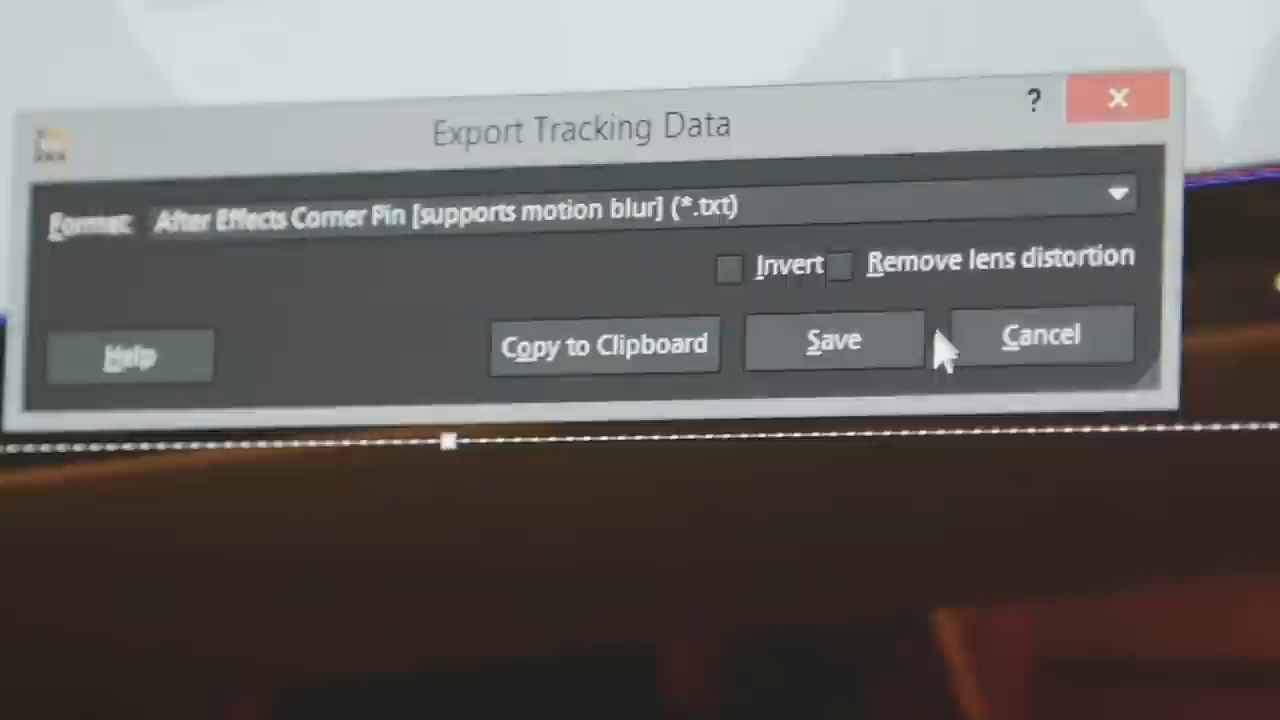 Export Tracking Data
?
Format: After Effects Corner Pin [supports motion blur] (*.txt)
Invert Remove lens distortion
Help Copy to Clipboard Save Cancel